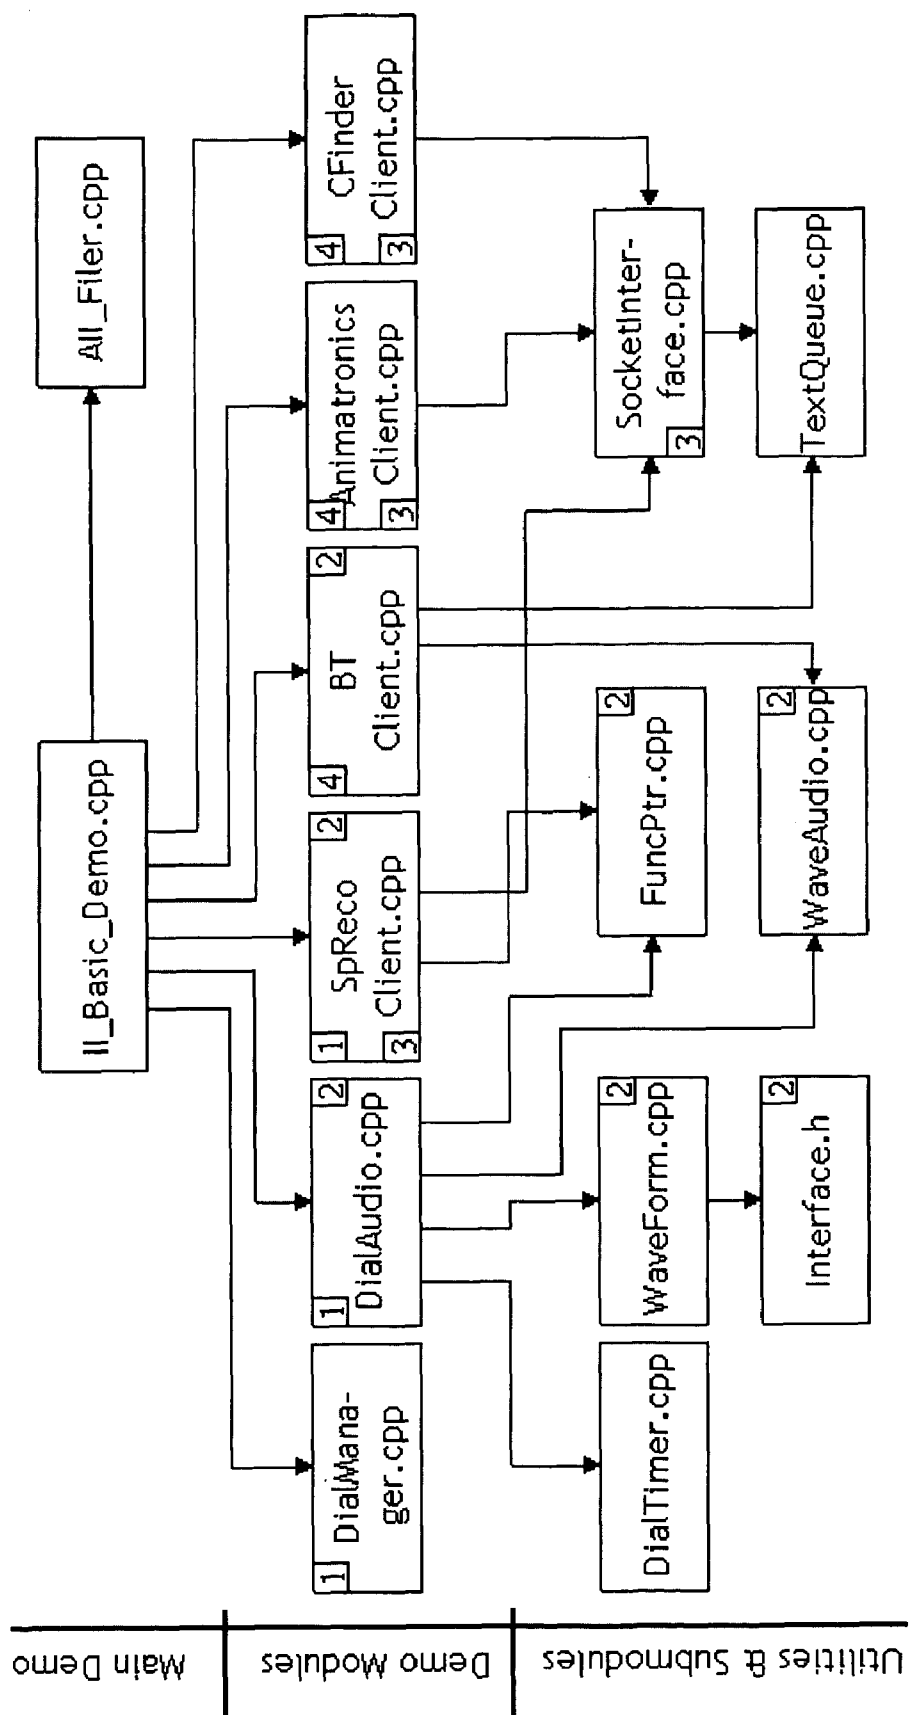 Main Demo
II_Basic_Demo.cpp
All_Filer.cpp
Demo Modules
1
DialMana-
ger.cpp
1
2
DialAudio.cpp
1
2
SpReco
Client.cpp
3
4
2
BT
Client.cpp
4
Animatronics
Client.cpp
3
4
CFinder
Client.cpp
3
Utilities & Submodules
DialTimer.cpp
2
WaveForm.cpp
2
FuncPtr.cpp
SocketInter-
face.cpp
3
2
Interface.h
2
WaveAudio.cpp
TextQueue.cpp